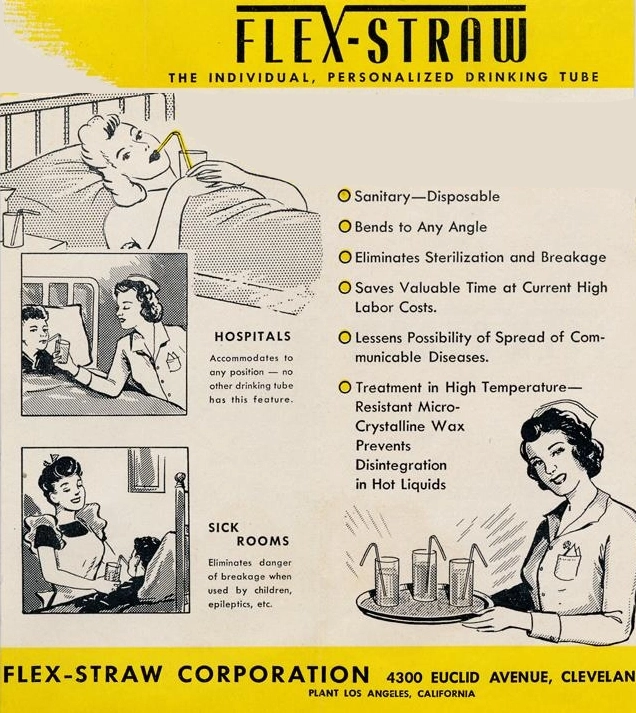 FLEX-STRAW
THE INDIVIDUAL, PERSONALIZED DRINKING TUBE
Sanitary—Disposable
Bends to Any Angle
Eliminates Sterilization and Breakage
Saves Valuable Time at Current High
Labor Costs.
Lessens Possibility of Spread of Com-
municable Diseases.
Treatment in High Temperature—
Resistant Micro-
Crystalline Wax
Prevents
Disintegration
in Hot Liquids
HOSPITALS
Accommodates to
any position — no
other drinking tube
has this feature.
SICK
ROOMS
Eliminates danger
of breakage when
used by children,
epileptics, etc.
FLEX-STRAW CORPORATION 4300 EUCLID AVENUE, CLEVELAN
PLANT LOS ANGELES, CALIFORNIA